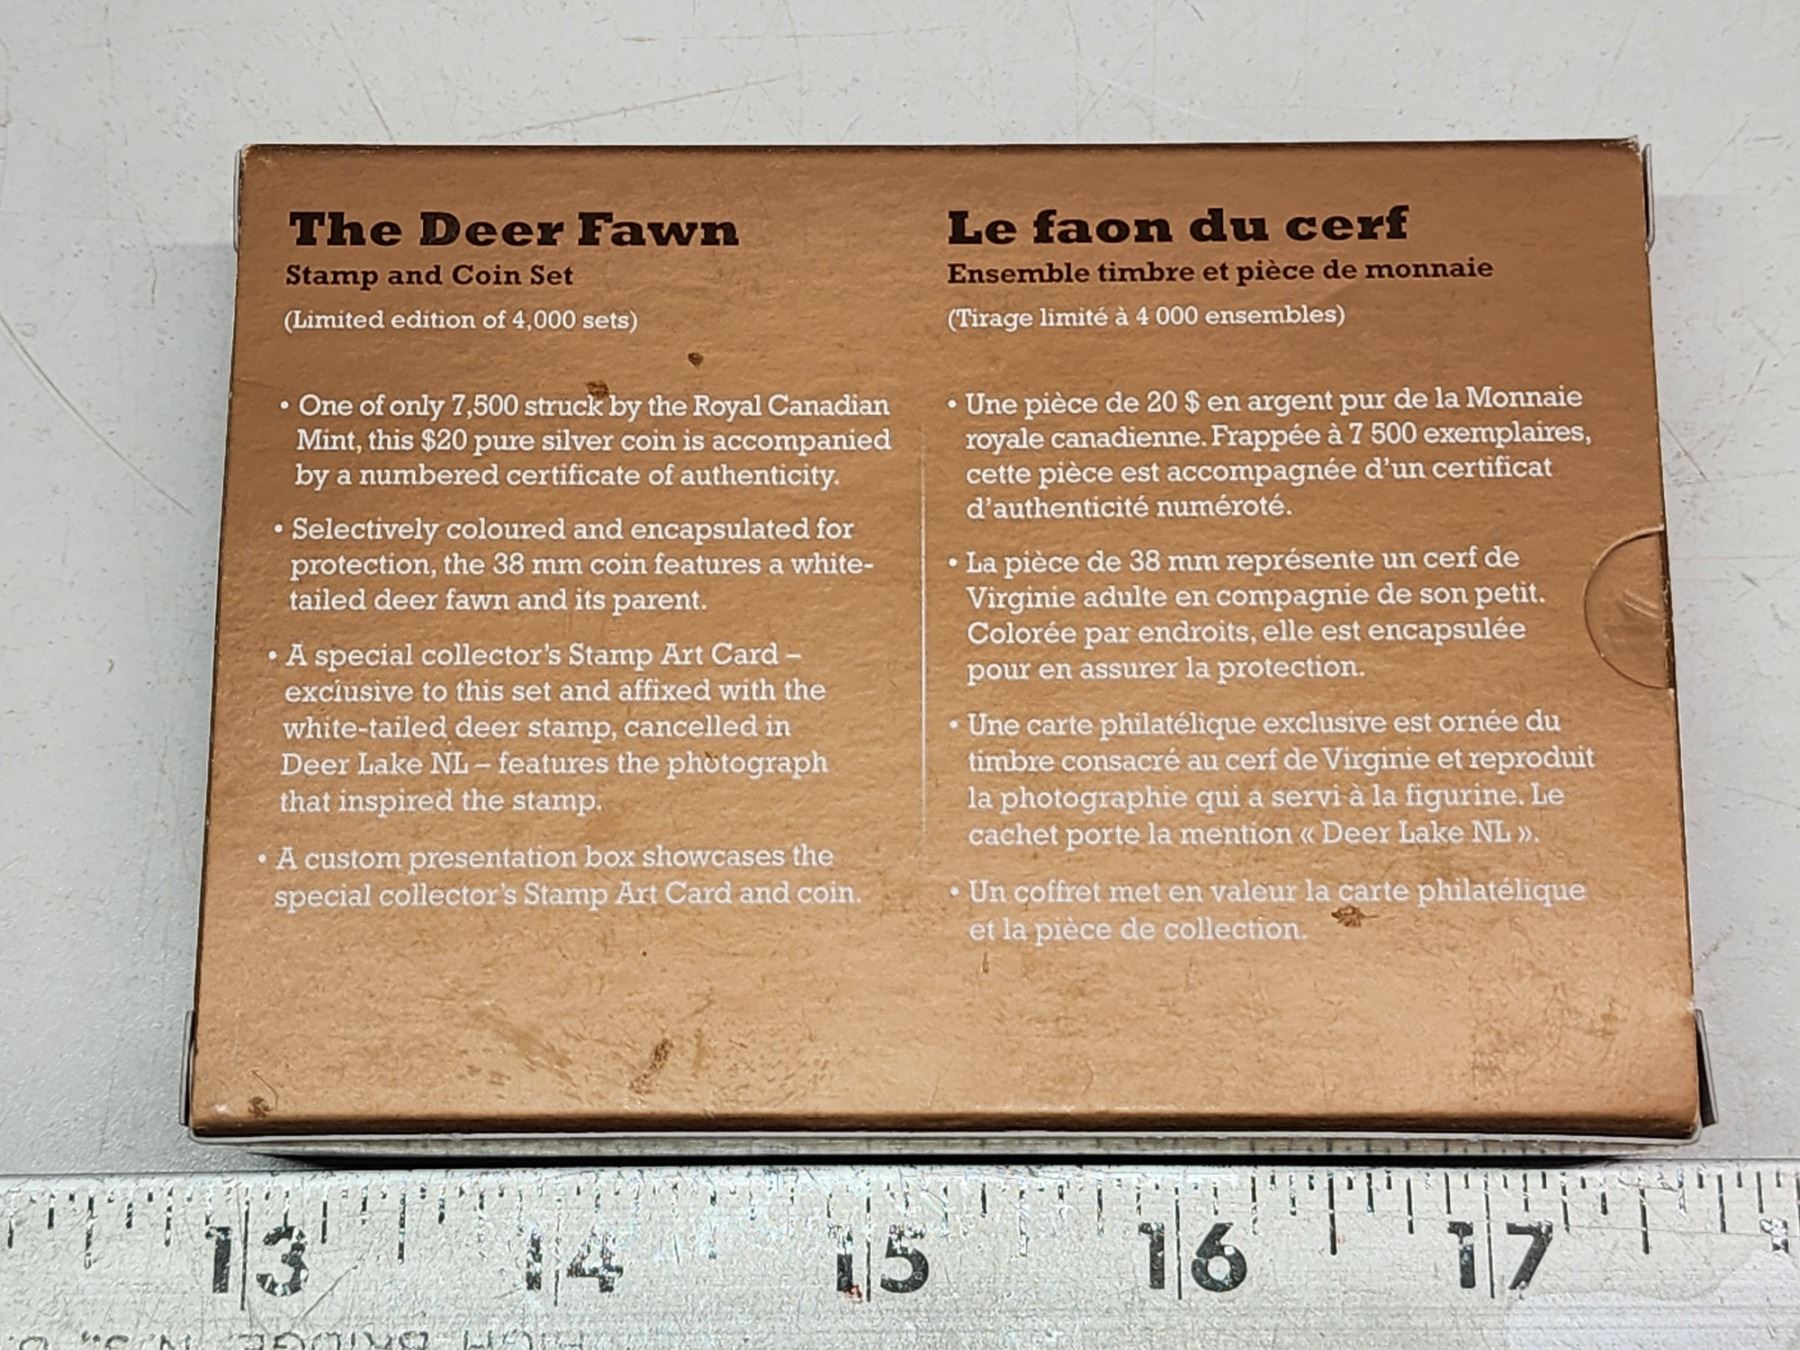 The Deer Fawn
Stamp and Coin Set
(Limited edition of 4,000 sets)
• One of only 7,500 struck by the Royal Canadian
Mint, this $20 pure silver coin is accompanied
by a numbered certificate of authenticity.
• Selectively coloured and encapsulated for
protection, the 38 mm coin features a white-
tailed deer fawn and its parent.
• A special collector's Stamp Art Card –
exclusive to this set and affixed with the
white-tailed deer stamp, cancelled in
Deer Lake NL – features the photograph
that inspired the stamp.
• A custom presentation box showcases the
special collector's Stamp Art Card and coin.
Le faon du cerf
Ensemble timbre et pièce de monnaie
(Tirage limité à 4 000 ensembles)
• Une pièce de 20 $ en argent pur de la Monnaie
royale canadienne. Frappée à 7 500 exemplaires,
cette pièce est accompagnée d'un certificat
d'authenticité numéroté.
• La pièce de 38 mm représente un cerf de
Virginie adulte en compagnie de son petit.
Colorée par endroits, elle est encapsulée
pour en assurer la protection.
• Une carte philatélique exclusive est ornée du
timbre consacré au cerf de Virginie et reproduit
la photographie qui a servi à la figurine. Le
cachet porte la mention « Deer Lake NL ».
• Un coffret met en valeur la carte philatélique
et la pièce de collection.
13 14 15 16 17